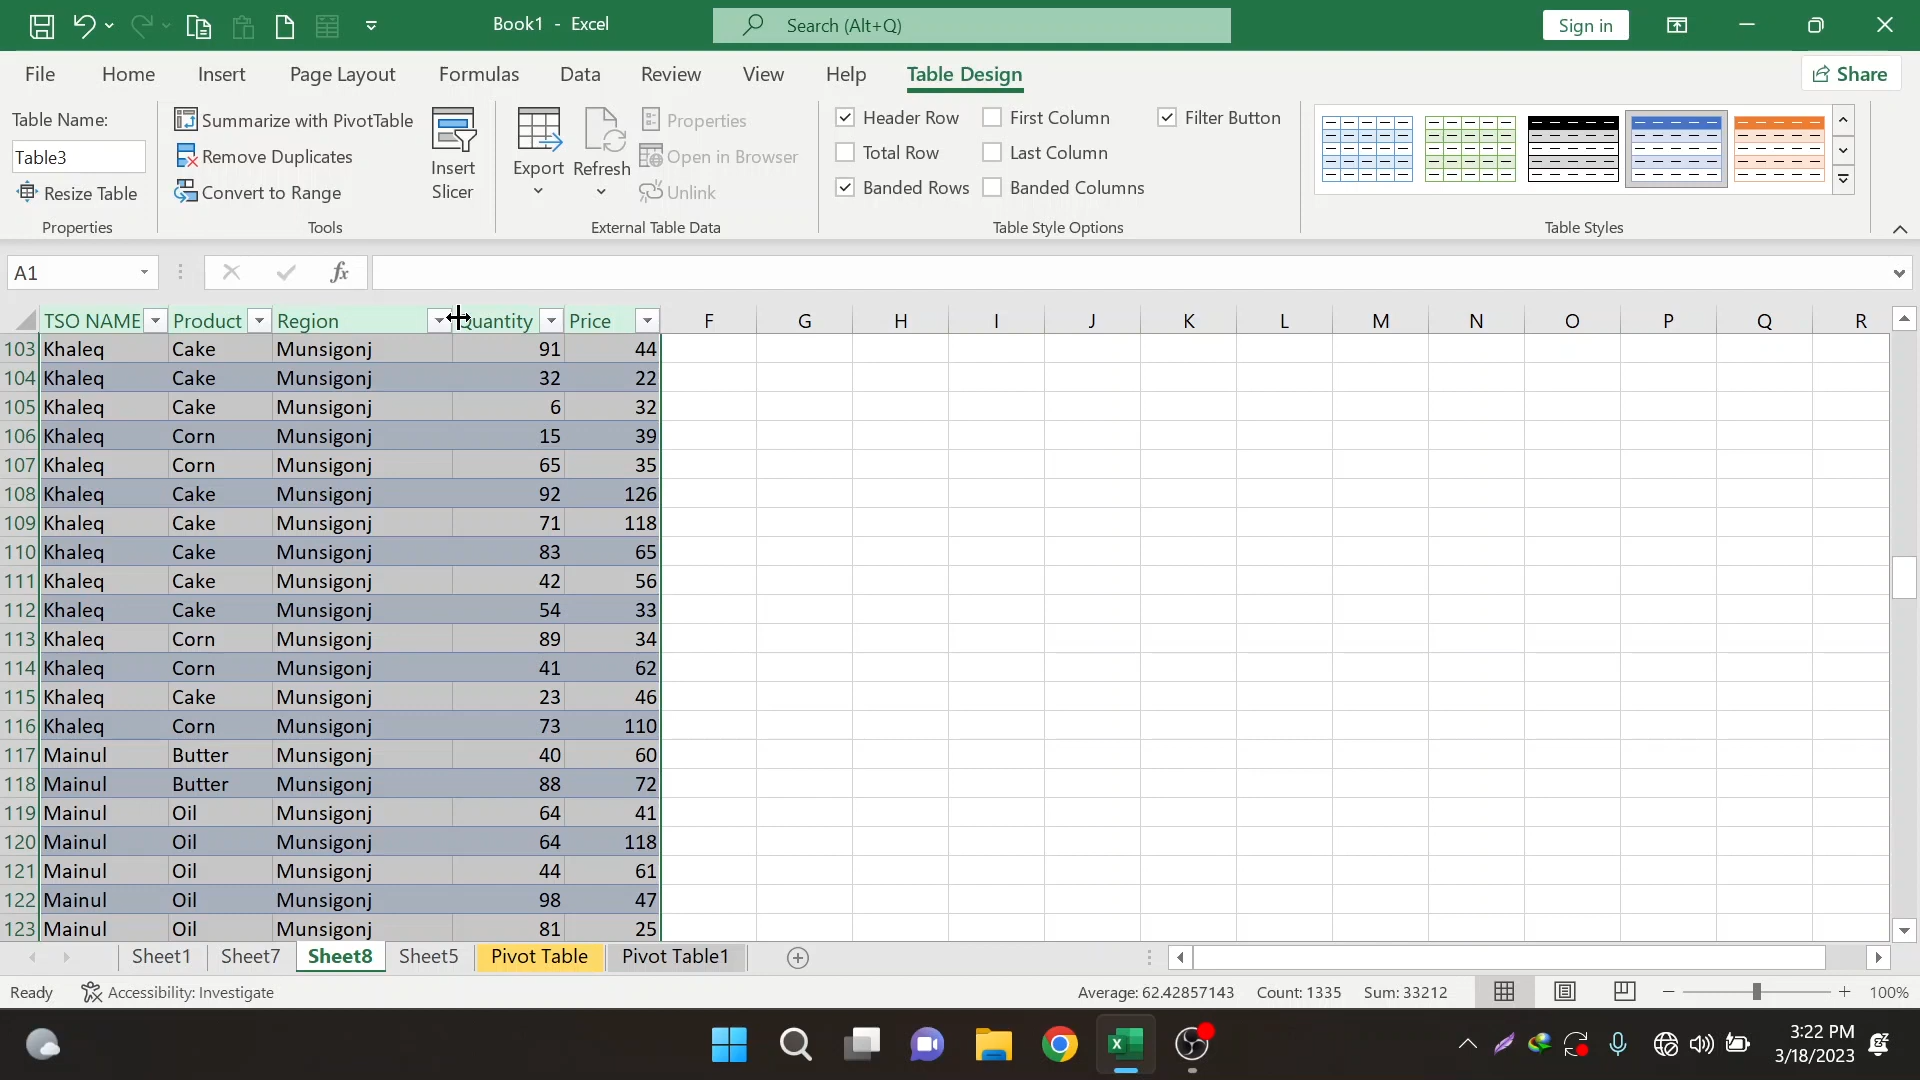 Book1 - Excel
Search (Alt+Q)
Sign in
File Home Insert Page Layout Formulas Data Review View Help Table Design
Share
Table Name:
Table3
Resize Table
Properties
Summarize with PivotTable
Remove Duplicates
Convert to Range
Tools
Insert
Slicer
Export
Refresh
Properties
Open in Browser
Unlink
External Table Data
Header Row
Total Row
Banded Rows
First Column
Last Column
Banded Columns
Filter Button
Table Style Options
Table Styles
A1
fx
TSO NAME Product Region Quantity Price F G H I J K L M N O P Q R
103 Khaleq Cake Munsigonj 91 44
104 Khaleq Cake Munsigonj 32 22
105 Khaleq Cake Munsigonj 6 32
106 Khaleq Corn Munsigonj 15 39
107 Khaleq Corn Munsigonj 65 35
108 Khaleq Cake Munsigonj 92 126
109 Khaleq Cake Munsigonj 71 118
110 Khaleq Cake Munsigonj 83 65
111 Khaleq Cake Munsigonj 42 56
112 Khaleq Cake Munsigonj 54 33
113 Khaleq Corn Munsigonj 89 34
114 Khaleq Corn Munsigonj 41 62
115 Khaleq Cake Munsigonj 23 46
116 Khaleq Corn Munsigonj 73 110
117 Mainul Butter Munsigonj 40 60
118 Mainul Butter Munsigonj 88 72
119 Mainul Oil Munsigonj 64 41
120 Mainul Oil Munsigonj 64 118
121 Mainul Oil Munsigonj 44 61
122 Mainul Oil Munsigonj 98 47
123 Mainul Oil Munsigonj 81 25
Sheet1 Sheet7 Sheet8 Sheet5 Pivot Table Pivot Table1
Ready Accessibility: Investigate Average: 62.42857143 Count: 1335 Sum: 33212 100%
3:22 PM
3/18/2023